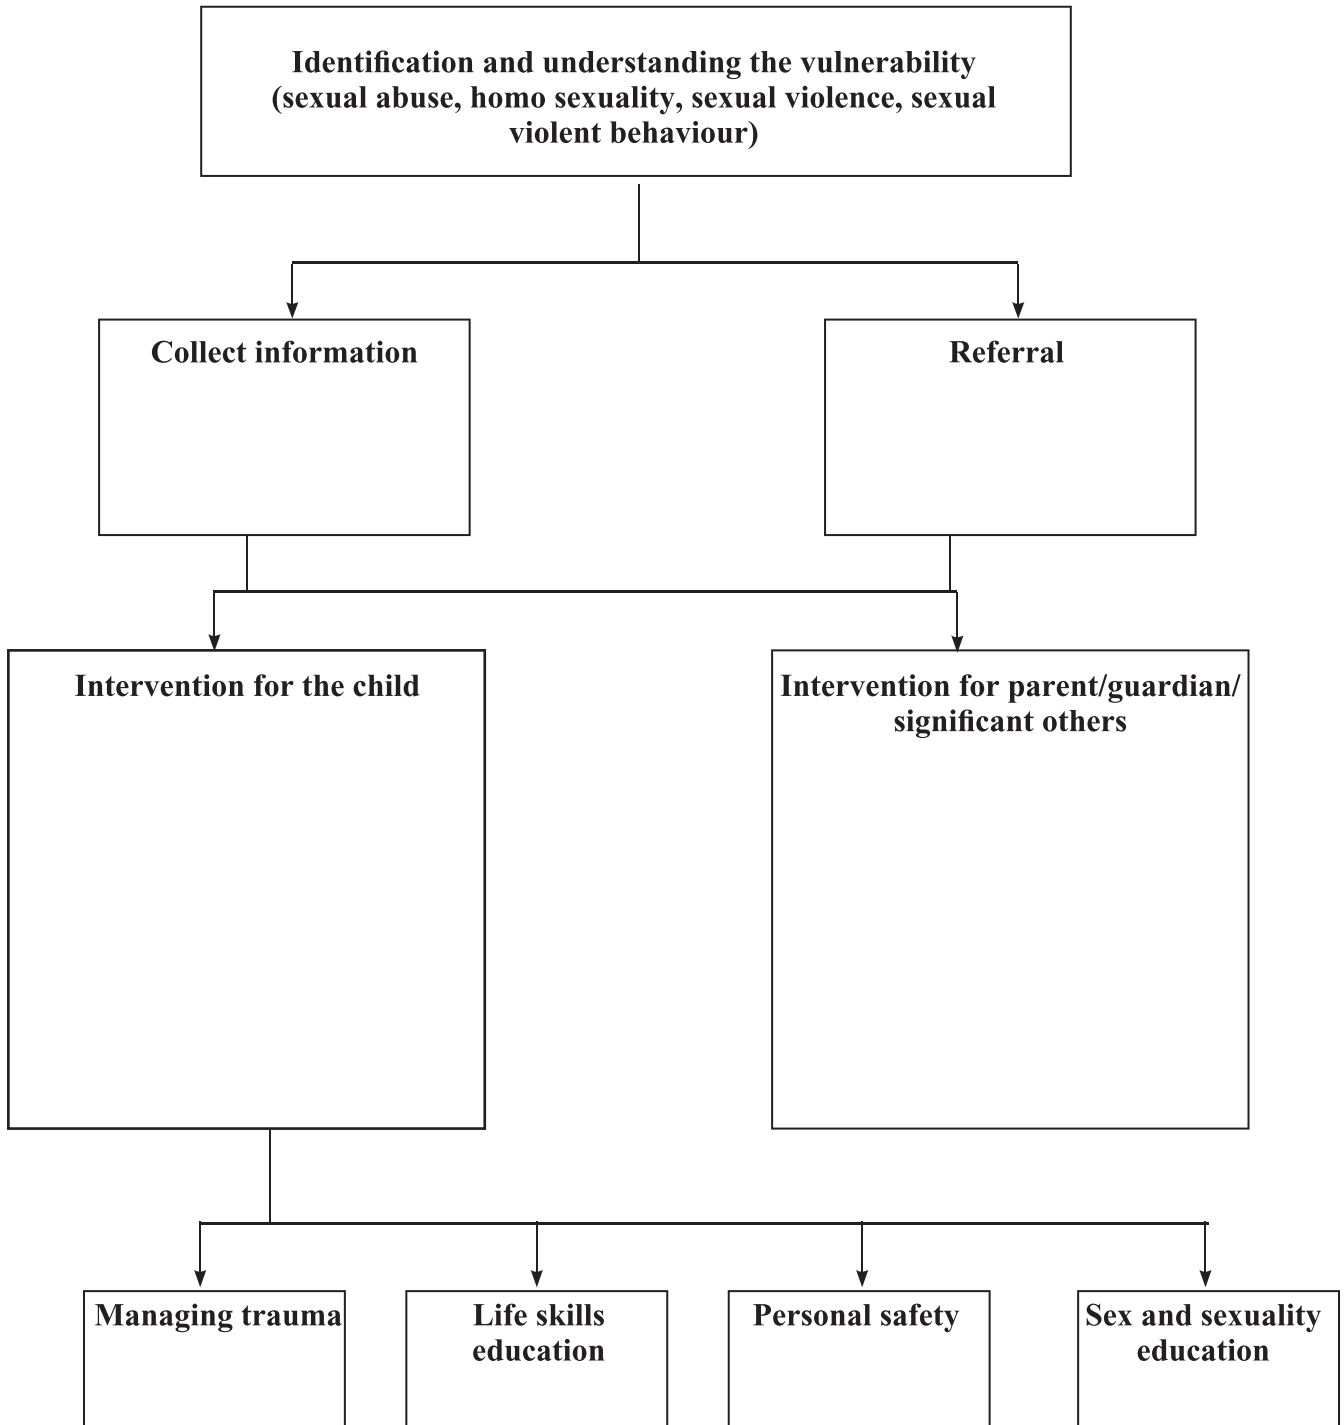 Identification and understanding the vulnerability
(sexual abuse, homo sexuality, sexual violence, sexual
violent behaviour)
Collect information
Referral
Intervention for the child
Intervention for parent/guardian/
significant others
Managing trauma
Life skills
education
Personal safety
Sex and sexuality
education